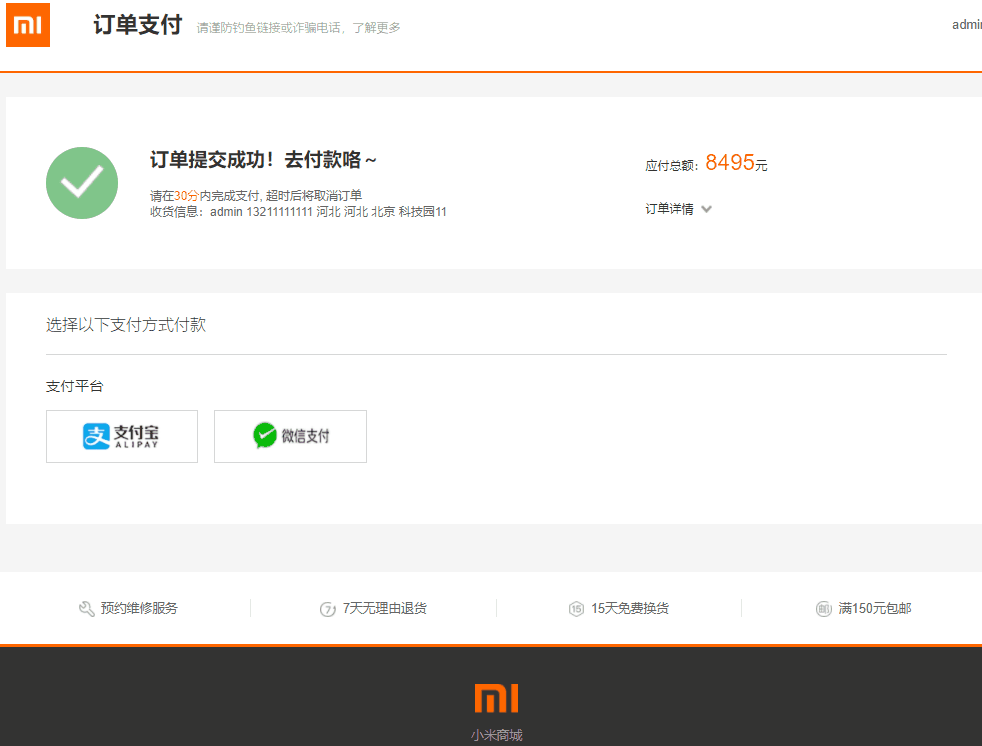 订单支付 请谨防钓鱼链接或诈骗电话，了解更多
admin
订单提交成功！去付款咯～
应付总额：8495元
请在30分内完成支付, 超时后将取消订单
收货信息：admin 13211111111 河北 河北 北京 科技园11
订单详情
选择以下支付方式付款
支付平台
支付宝
ALIPAY
微信支付
预约维修服务
7 7天无理由退货
15 15天免费换货
邮 满150元包邮
小米商城